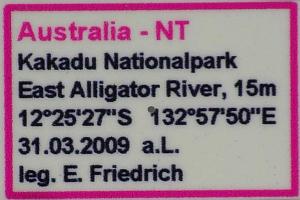 Australia - NT
Kakadu Nationalpark
East Alligator River, 15m
12°25'27"S 132°57'50"E
31.03.2009 a.L.
leg. E. Friedrich